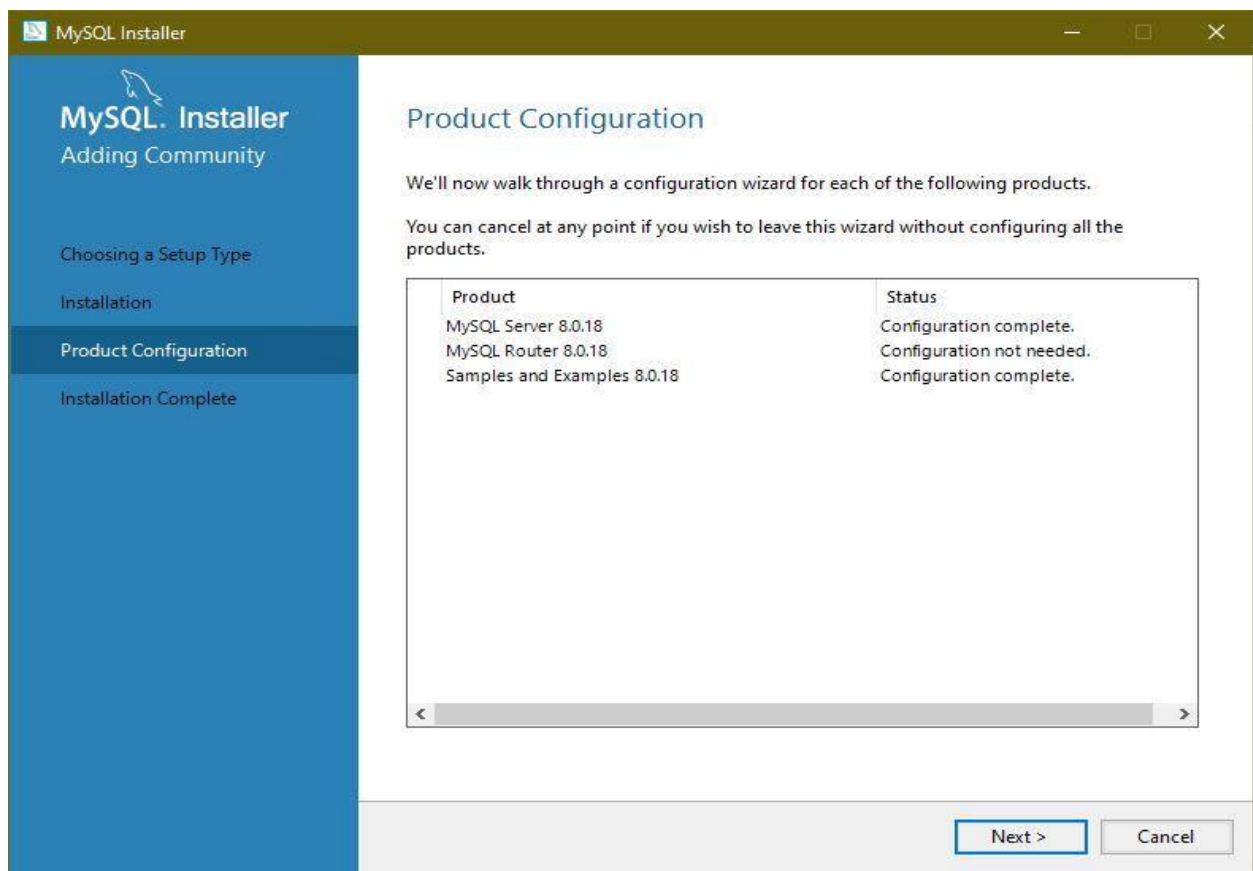 MySQL Installer
MySQL. Installer
Adding Community
Choosing a Setup Type
Installation
Product Configuration
Installation Complete
Product Configuration
We'll now walk through a configuration wizard for each of the following products.
You can cancel at any point if you wish to leave this wizard without configuring all the
products.
Product Status
MySQL Server 8.0.18 Configuration complete.
MySQL Router 8.0.18 Configuration not needed.
Samples and Examples 8.0.18 Configuration complete.
Next > Cancel